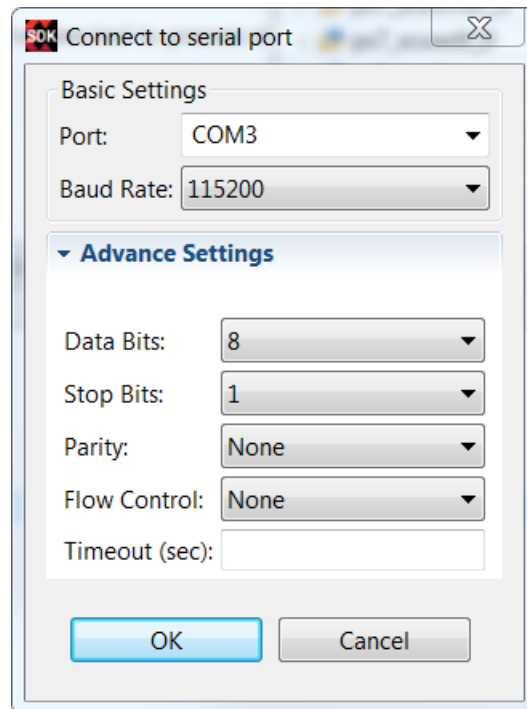 SDK Connect to serial port
Basic Settings
Port: COM3
Baud Rate: 115200
Advance Settings
Data Bits: 8
Stop Bits: 1
Parity: None
Flow Control: None
Timeout (sec):
OK Cancel